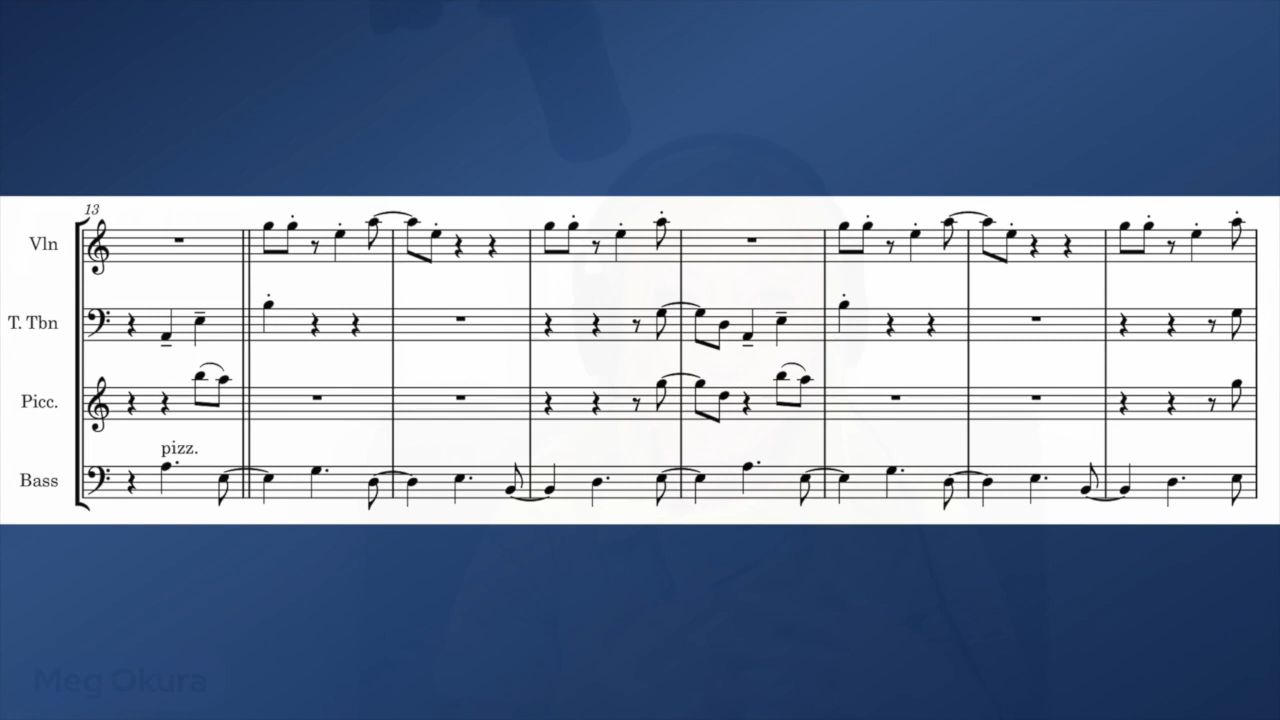 13
Vln
T. Tbn
Picc.
pizz.
Bass
Meg Okura